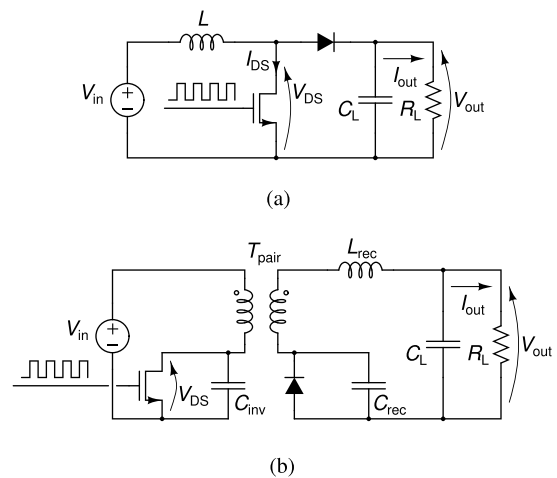 L
I_DS
I_out
V_in
V_DS
C_L
R_L
V_out
(a)
T_pair
L_rec
I_out
V_in
V_DS
C_inv
C_rec
C_L
R_L
V_out
(b)